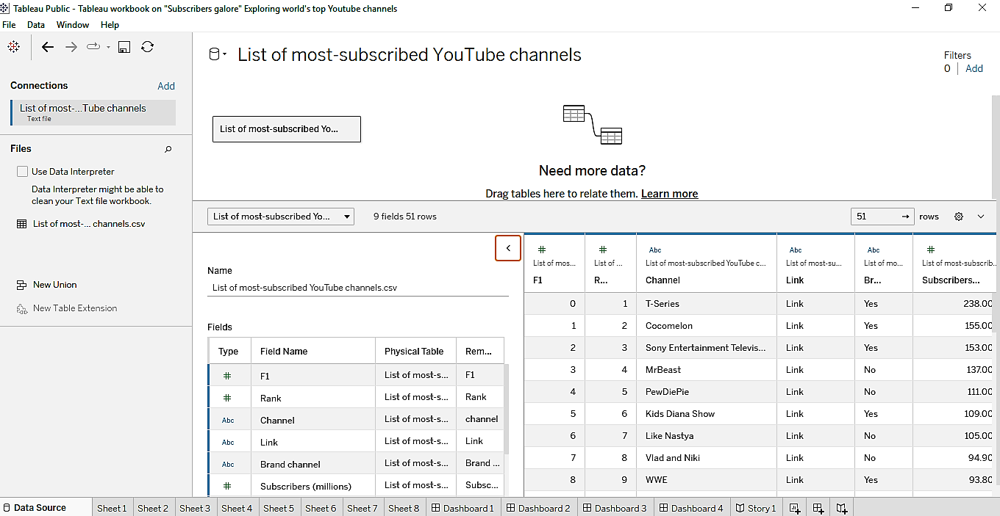 Tableau Public - Tableau workbook on "Subscribers galore" Exploring world's top Youtube channels
File Data Window Help
Connections Add
List of most-...Tube channels
Text file
Files
Use Data Interpreter
Data Interpreter might be able to
clean your Text file workbook.
List of most-... channels.csv
New Union
New Table Extension
List of most-subscribed YouTube channels
Filters
0 Add
List of most-subscribed Yo...
Need more data?
Drag tables here to relate them. Learn more
List of most-subscribed Yo... 9 fields 51 rows 51 → rows
Name
List of most-subscribed YouTube channels.csv
Fields
Type Field Name Physical Table Rem...
# F1 List of most-s... F1
# Rank List of most-s... Rank
Abc Channel List of most-s... channel
Abc Link List of most-s... Link
Abc Brand channel List of most-s... Brand ...
# Subscribers (millions) List of most-s... Subsc...
# # Abc Abc Abc #
List of mos... List of ... List of most-subscribed YouTube c... List of most-su... List of mo... List of most-subscrib...
F1 R... Channel Link Br... Subscribers...
0 1 T-Series Link Yes 238.00
1 2 Cocomelon Link Yes 155.00
2 3 Sony Entertainment Televis... Link Yes 153.00
3 4 MrBeast Link No 137.00
4 5 PewDiePie Link No 111.00
5 6 Kids Diana Show Link Yes 109.00
6 7 Like Nastya Link No 105.00
7 8 Vlad and Niki Link No 94.90
8 9 WWE Link Yes 93.80
Data Source Sheet 1 Sheet 2 Sheet 3 Sheet 4 Sheet 5 Sheet 6 Sheet 7 Sheet 8 Dashboard 1 Dashboard 2 Dashboard 3 Dashboard 4 Story 1